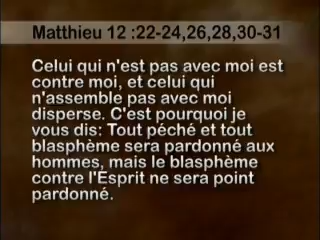 Matthieu 12 :22-24,26,28,30-31
Celui qui n'est pas avec moi est
contre moi, et celui qui
n'assemble pas avec moi
disperse. C'est pourquoi je
vous dis: Tout péché et tout
blasphème sera pardonné aux
hommes, mais le blasphème
contre l'Ésprit ne sera point
pardonné.